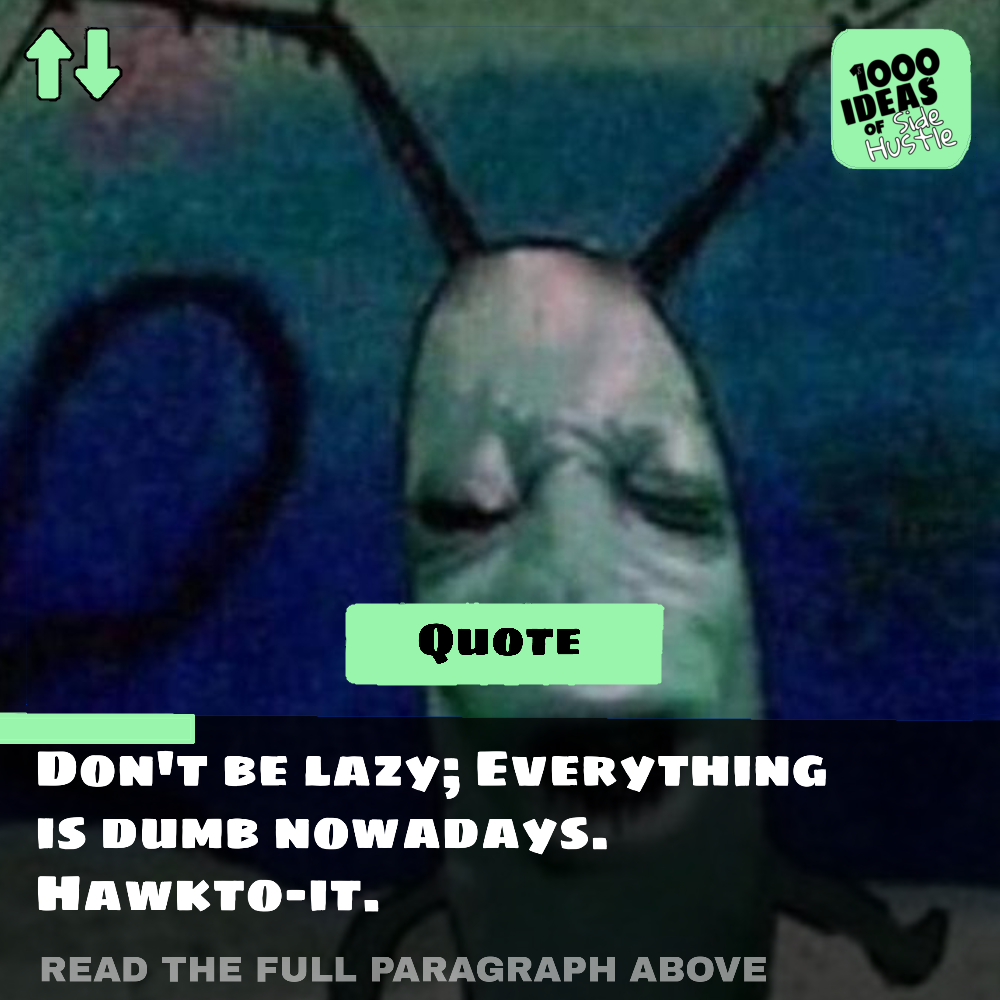 1000
IDEAS
OF Side
Hustle
QUOTE
DON'T BE LAZY; EVERYTHING
IS DUMB NOWADAYS.
HAWKTO-IT.
READ THE FULL PARAGRAPH ABOVE